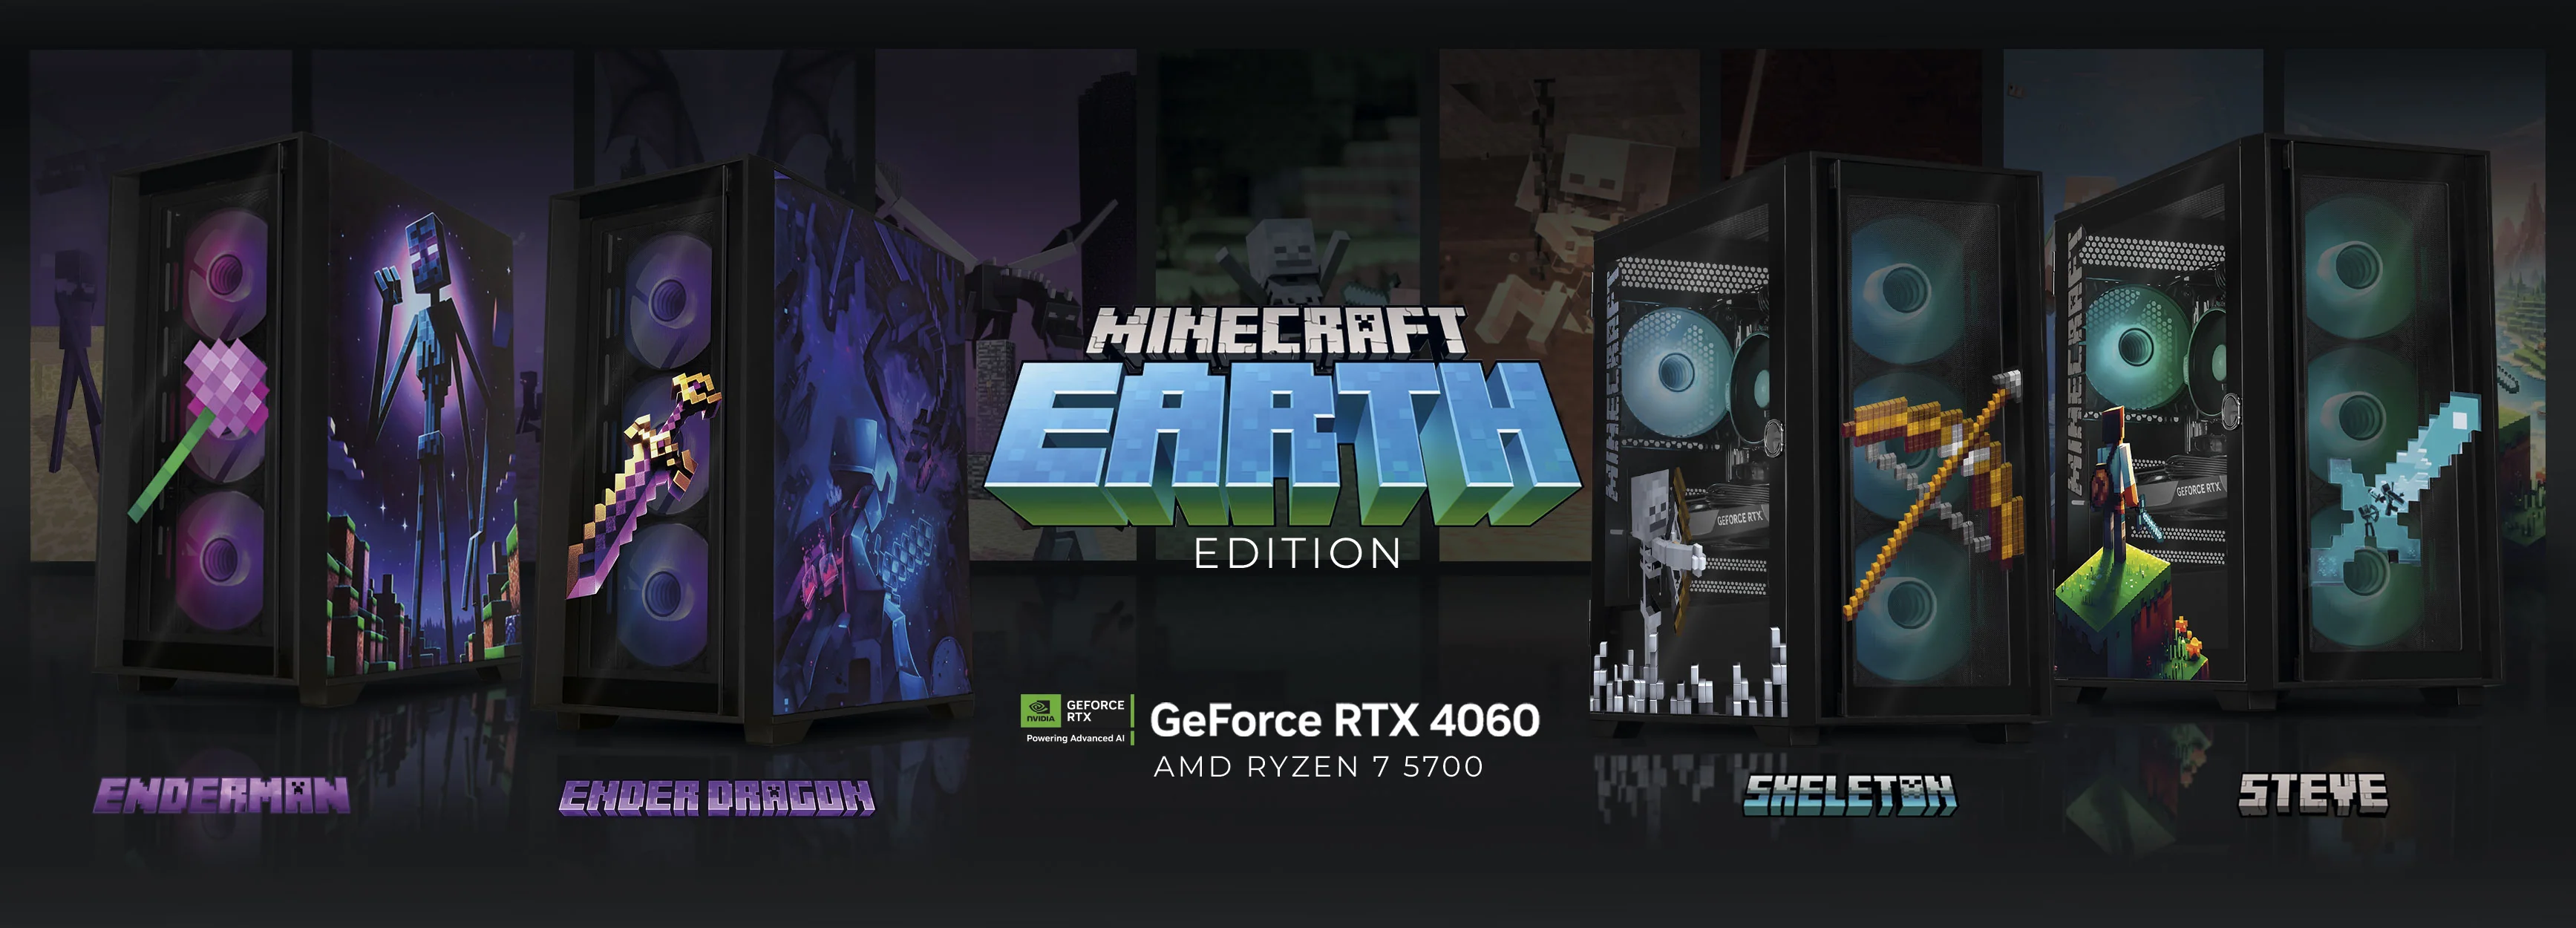 MINECRAFT
EARTH
EDITION
NVIDIA
GEFORCE
RTX
Powering Advanced AI
GeForce RTX 4060
AMD RYZEN 7 5700
ENDERMAN
ENDER DRAGON
MINECRAFT
GEFORCE RTX
SKELETON
MINECRAFT
GEFORCE RTX
STEVE